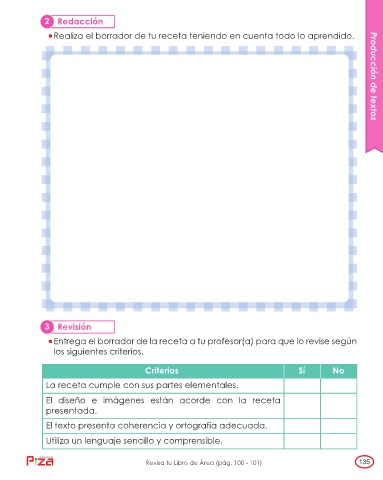 2 Redacción
•Realiza el borrador de tu receta teniendo en cuenta todo lo aprendido.
Producción de textos
3 Revisión
•Entrega el borrador de la receta a tu profesor(a) para que lo revise según
los siguientes criterios.
Criterios Sí No
La receta cumple con sus partes elementales.
El diseño e imágenes están acorde con la receta
presentada.
El texto presenta coherencia y ortografía adecuada.
Utiliza un lenguaje sencillo y comprensible.
Revisa tu Libro de Área (pág. 100 - 101)
135